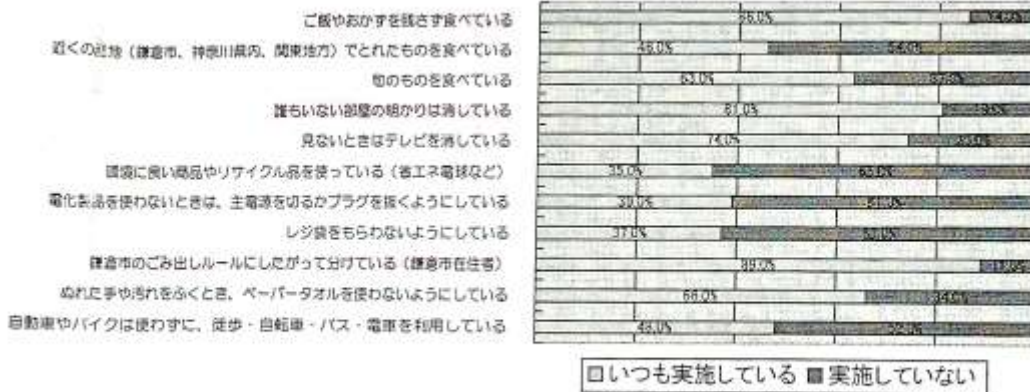 ご飯やおかずを残さず食べている
近くの産地（鎌倉市、神奈川県内、関東地方）でとれたものを食べている
旬のものを食べている
誰もいない部屋の明かりは消している
見ないときはテレビを消している
環境に良い商品やリサイクル品を使っている（省エネ電球など）
電化製品を使わないときは、主電源を切るかプラグを抜くようにしている
レジ袋をもらわないようにしている
鎌倉市のごみ出しルールにしたがって分けている（鎌倉市在住者）
ぬれた手や汚れをふくとき、ペーパータオルを使わないようにしている
自動車やバイクは使わずに、徒歩・自転車・バス・電車を利用している
86.0%
46.0% 54.0%
63.0%
81.0%
74.0%
35.0%
37.0%
89.0%
66.0% 34.0%
48.0% 52.0%
いつも実施している 実施していない